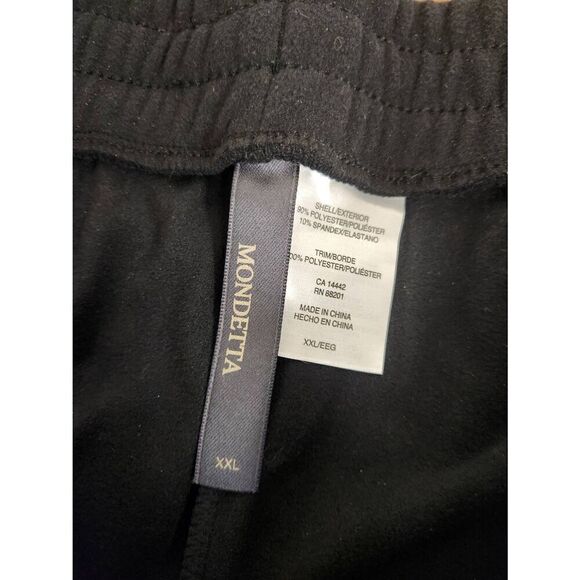 MONDETTA
XXL
SHELL/EXTERIOR
90% POLYESTER/POLIÉSTER
10% SPANDEX/ELASTANO
TRIM/BORDE
00% POLYESTER/POLIÉSTER
CA 14442
RN 88201
MADE IN CHINA
HECHO EN CHINA
XXL/EEG